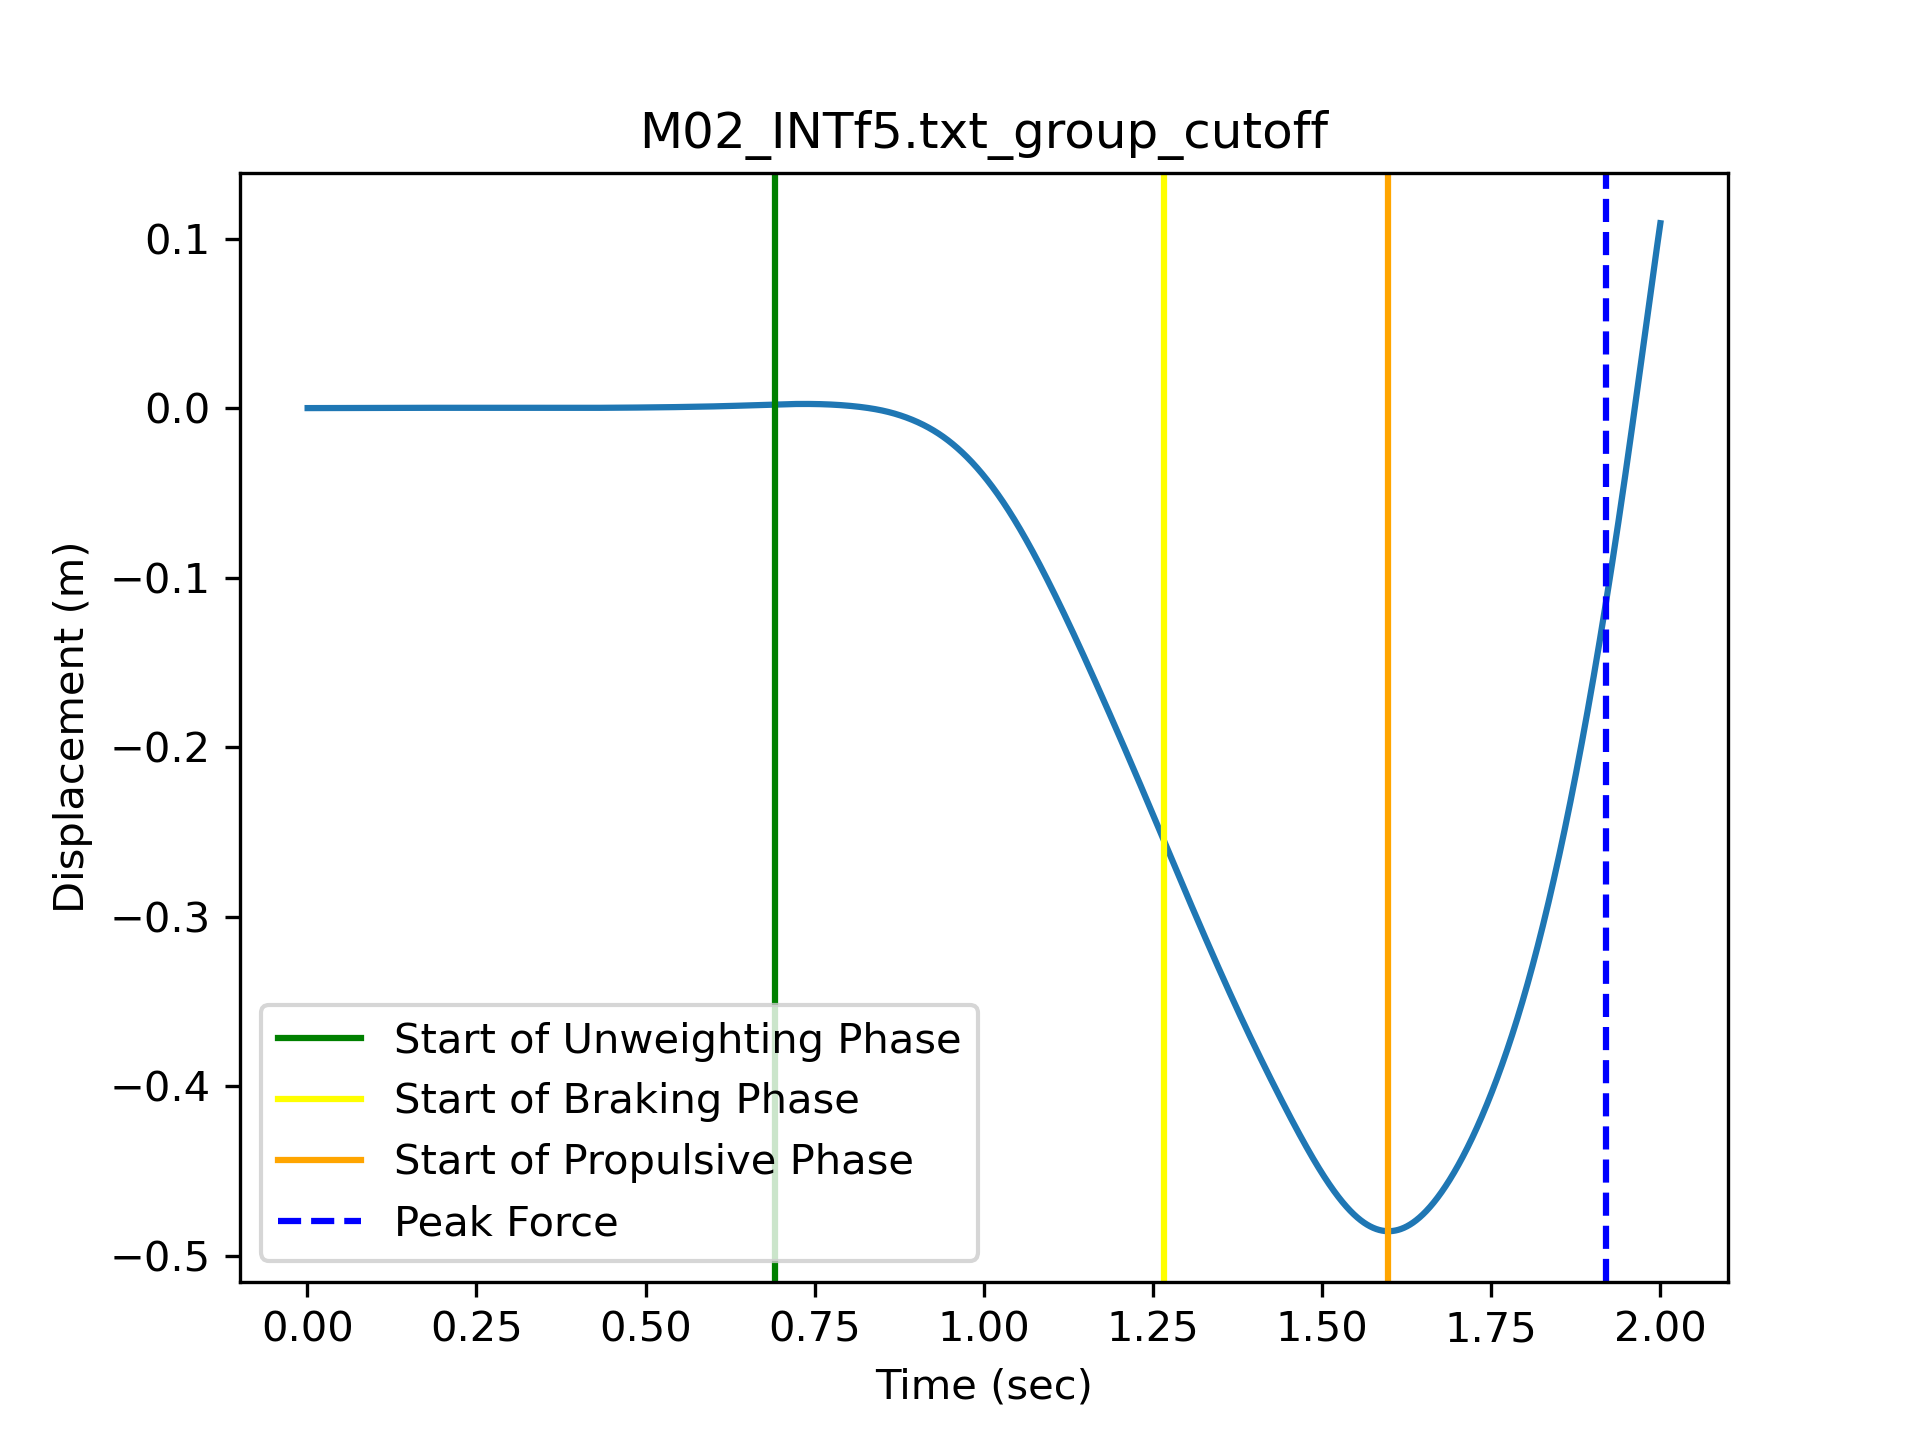 M02_INTf5.txt_group_cutoff
Displacement (m)
0.1
0.0
−0.1
−0.2
−0.3
−0.4
−0.5
Start of Unweighting Phase
Start of Braking Phase
Start of Propulsive Phase
Peak Force
0.00 0.25 0.50 0.75 1.00 1.25 1.50 1.75 2.00
Time (sec)